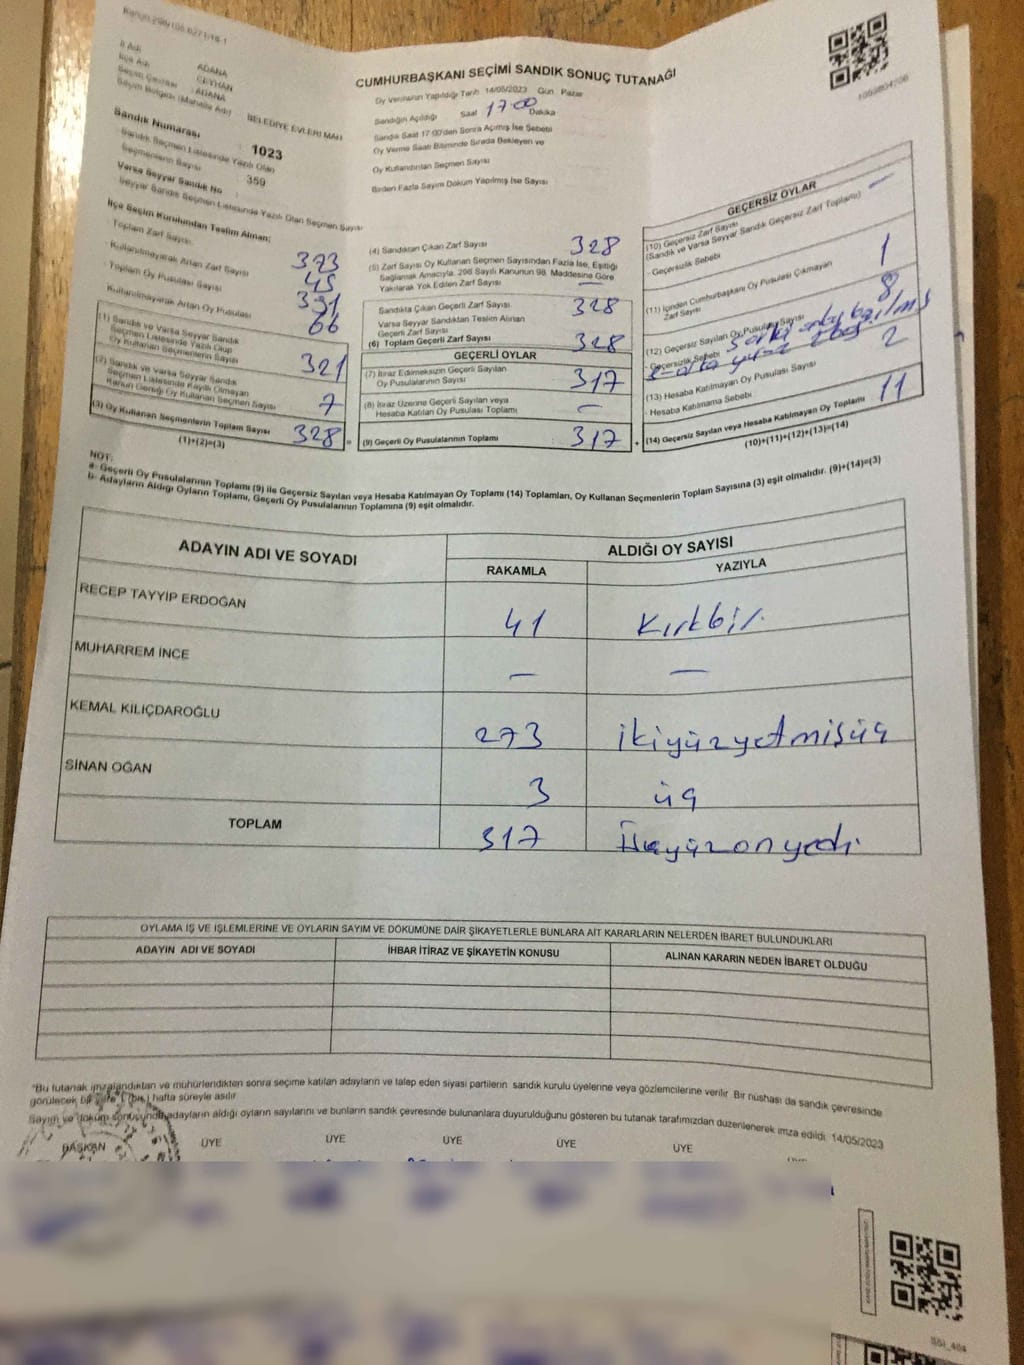 CUMHURBAŞKANI SEÇİMİ SANDIK SONUÇ TUTANAĞI
İl Adı ADANA
İlçe Adı CEYHAN
Seçim Çevresi : ADANA
Seçim Bölgesi (Mahalle Adı) BELEDİYE EVLERİ MAH
Sandık Numarası 1023
Sandık Seçmen Listesinde Yazılı Olan
Seçmenlerin Sayısı : 359
Varsa Seyyar Sandık No
Seyyar Sandık Seçmen Listesinde Yazılı Olan Seçmen Sayısı
Oy Verilmenin Yapıldığı Tarih 14/05/2023 Gün Pazar
Sandığın Açıldığı Saat 17:00 Dakika
Sandık Saat 17:00'den Sonra Açılmış İse Sebebi
Oy Verme Saati Bitiminde Sırada Bekleyen ve
Oy Kullandırılan Seçmen Sayısı
Birden Fazla Sayım Döküm Yapılmış İse Sayısı
İlçe Seçim Kurulundan Teslim Alınan;
Toplam Zarf Sayısı
Kullanılmayarak Artan Zarf Sayısı 45
Toplam Oy Pusulası Sayısı
Kullanılmayarak Artan Oy Pusulası 66
(1) Sandık ve Varsa Seyyar Sandık
Seçmen Listesinde Yazılı Olup
Oy Kullanan Seçmenlerin Sayısı 321
(2) Sandık ve Varsa Seyyar Sandık
Seçmen Listesinde Kayıtlı Olmayan
Kanun Gereği Oy Kullanan Seçmen Sayısı 7
(3) Oy Kullanan Seçmenlerin Toplam Sayısı 328
(1)+(2)=(3)
(4) Sandıktan Çıkan Zarf Sayısı 328
(5) Zarf Sayısı Oy Kullanan Seçmen Sayısından Fazla İse, Eşitliği
Sağlamak Amacıyla, 298 Sayılı Kanunun 98. Maddesine Göre
Yakılarak Yok Edilen Zarf Sayısı —
Sandıkta Çıkan Geçerli Zarf Sayısı 328
Varsa Seyyar Sandıktan Teslim Alınan
Geçerli Zarf Sayısı
(6) Toplam Geçerli Zarf Sayısı 328
GEÇERLİ OYLAR
(7) İtiraz Edilmeksizin Geçerli Sayılan
Oy Pusulalarının Sayısı 317
(8) İtiraz Üzerine Geçerli Sayılan veya
Hesaba Katılan Oy Pusulası Toplamı —
(9) Geçerli Oy Pusulalarının Toplamı 317
GEÇERSİZ OYLAR
(10) Geçersiz Zarf Sayısı
(Sandık ve Varsa Seyyar Sandık Geçersiz Zarf Toplamı) —
- Geçersizlik Sebebi
(11) İçinden Cumhurbaşkanı Oy Pusulası Çıkmayan
Zarf Sayısı 1
(12) Geçersiz Sayılan Oy Pusulası Sayısı 8
- Geçersizlik Sebebi
(13) Hesaba Katılmayan Oy Pusulası Sayısı 2
- Hesaba Katılmama Sebebi
(14) Geçersiz Sayılan veya Hesaba Katılmayan Oy Toplamı 11
(10)+(11)+(12)+(13)=(14)
NOT:
a- Geçerli Oy Pusulalarının Toplamı (9) ile Geçersiz Sayılan veya Hesaba Katılmayan Oy Toplamı (14) Toplamları, Oy Kullanan Seçmenlerin Toplam Sayısına (3) eşit olmalıdır. (9)+(14)=(3)
b- Adayların Aldığı Oyların Toplamı, Geçerli Oy Pusulalarının Toplamına (9) eşit olmalıdır.
ADAYIN ADI VE SOYADI ALDIĞI OY SAYISI
RAKAMLA YAZIYLA
RECEP TAYYİP ERDOĞAN 41 Kırkbir
MUHARREM İNCE — —
KEMAL KILIÇDAROĞLU 273 ikiyüzyetmişüç
SİNAN OĞAN 3 üç
TOPLAM 317 Üçyüzonyedi
OYLAMA İŞ VE İŞLEMLERİNE VE OYLARIN SAYIM VE DÖKÜMÜNE DAİR ŞİKAYETLERLE BUNLARA AİT KARARLARIN NELERDEN İBARET BULUNDUKLARI
ADAYIN ADI VE SOYADI İHBAR İTİRAZ VE ŞİKAYETİN KONUSU ALINAN KARARIN NEDEN İBARET OLDUĞU
"Bu tutanak imzalandıktan ve mühürlendikten sonra seçime katılan adayların ve talep eden siyasi partilerin sandık kurulu üyelerine veya gözlemcilerine verilir. Bir nüshası da sandık çevresinde
görülecek bir yere 1 (bir) hafta süreyle asılır.
Sayım ve döküm sonucunda adayların aldığı oyların sayılarını ve bunların sandık çevresinde bulunanlara duyurulduğunu gösteren bu tutanak tarafımızdan düzenlenerek imza edildi. 14/05/2023
BAŞKAN ÜYE ÜYE ÜYE ÜYE ÜYE